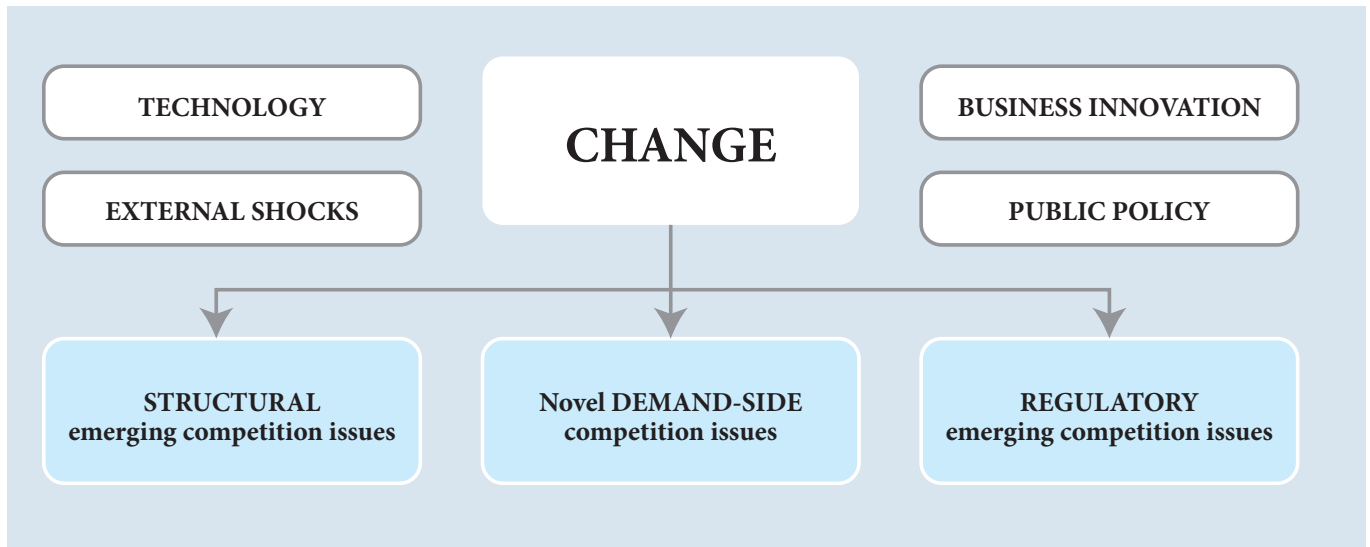 TECHNOLOGY
EXTERNAL SHOCKS
CHANGE
BUSINESS INNOVATION
PUBLIC POLICY
STRUCTURAL
emerging competition issues
Novel DEMAND-SIDE
competition issues
REGULATORY
emerging competition issues